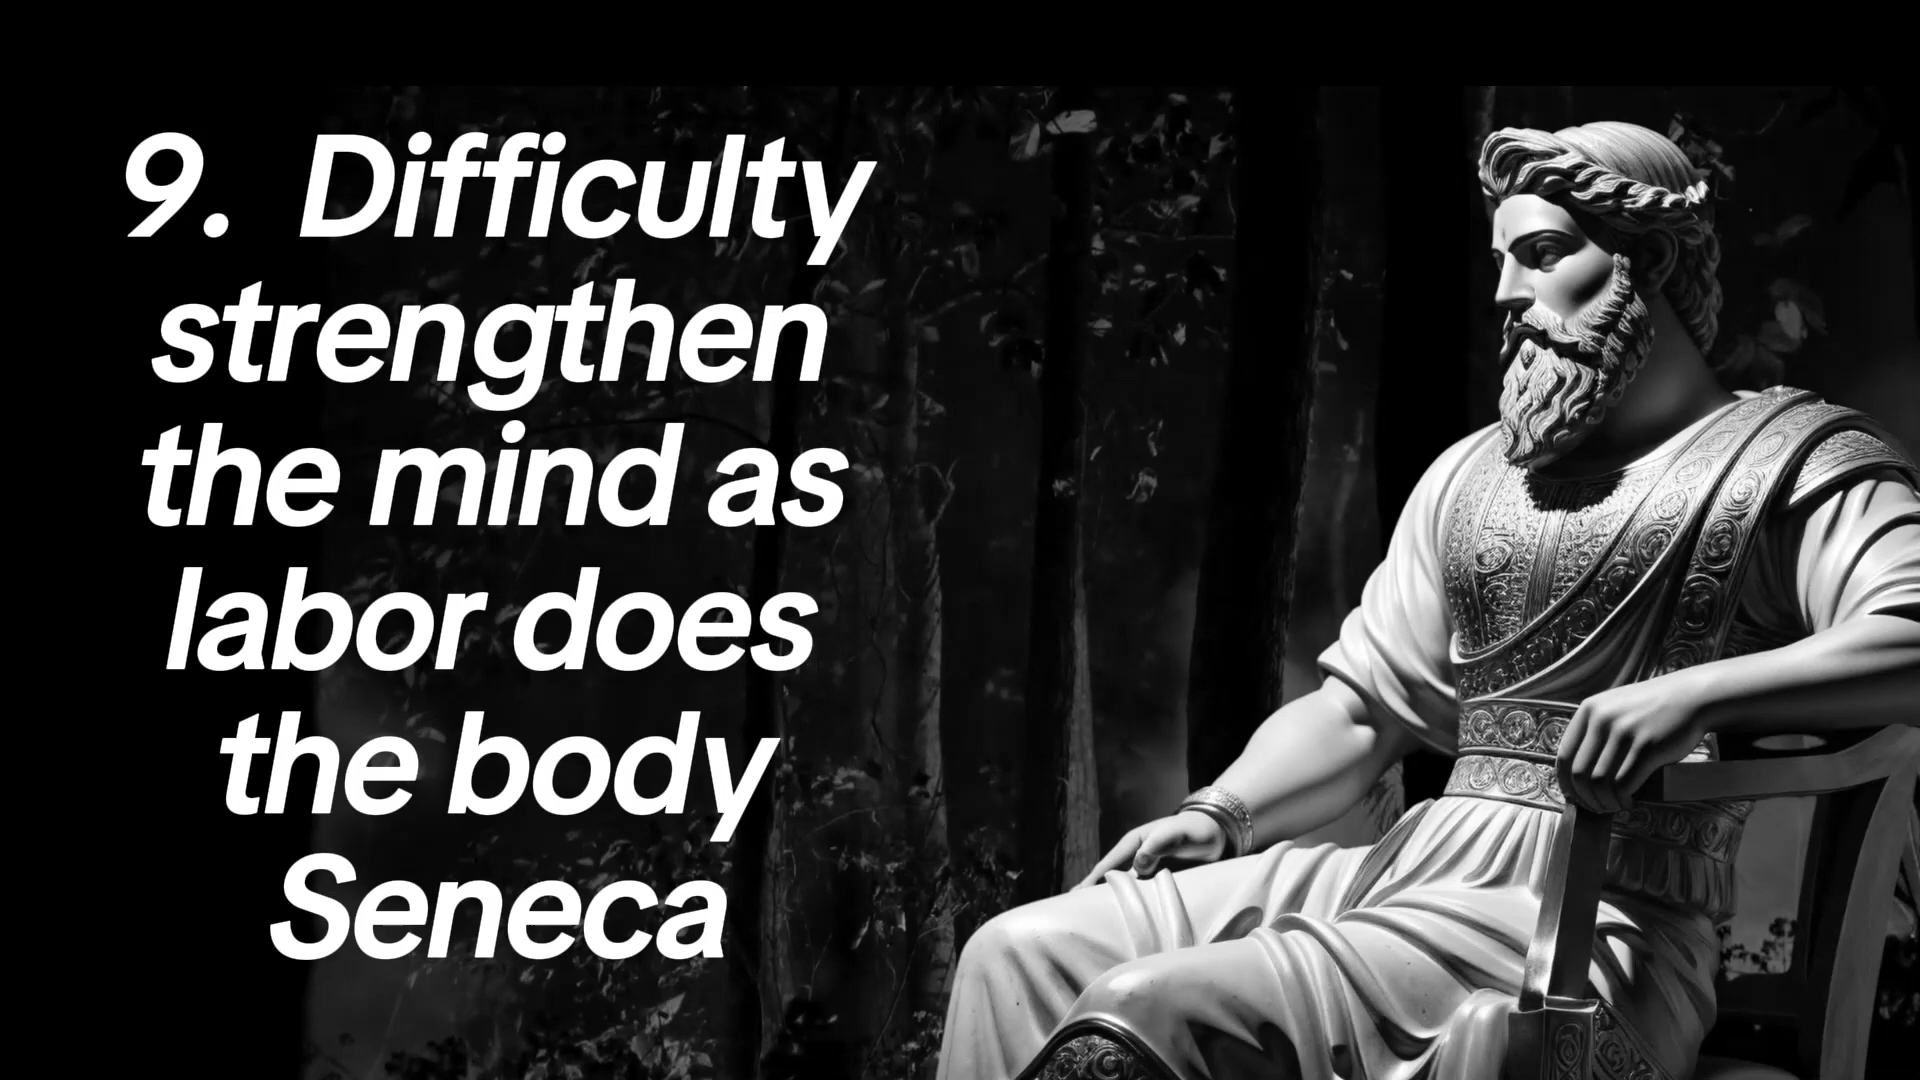 9. Difficulty
strengthen
the mind as
labor does
the body
Seneca